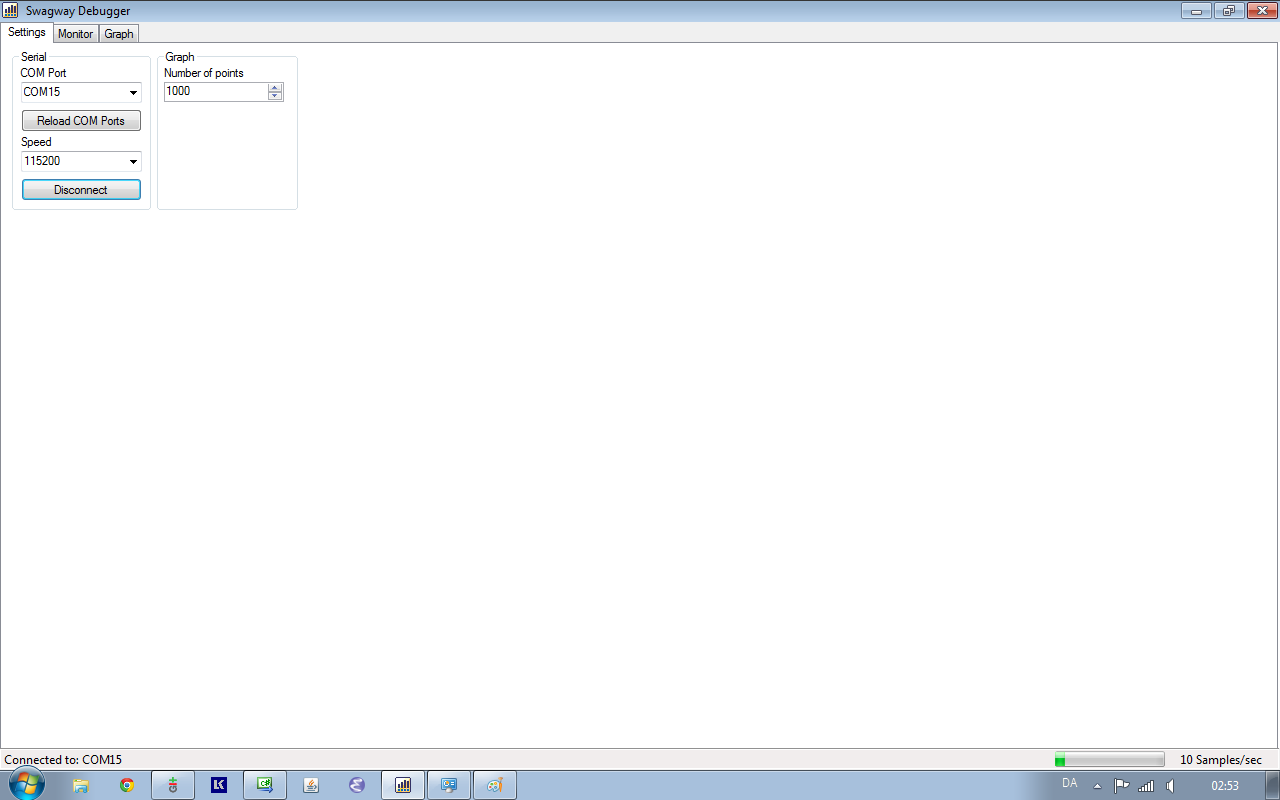 Swagway Debugger
Settings Monitor Graph
Serial
COM Port
COM15
Reload COM Ports
Speed
115200
Disconnect
Graph
Number of points
1000
Connected to: COM15
10 Samples/sec
C#
DA
02:53